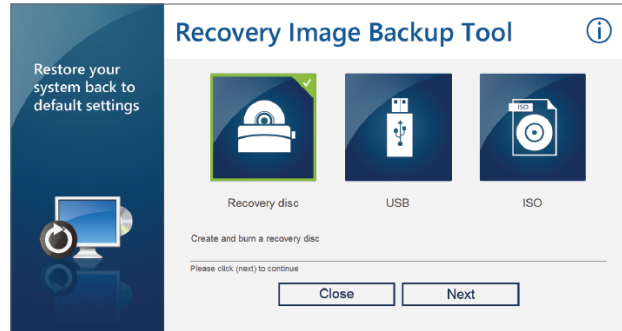 Recovery Image Backup Tool
Restore your
system back to
default settings
ISO
Recovery disc
USB
ISO
Create and burn a recovery disc
Please click (next) to continue
Close
Next